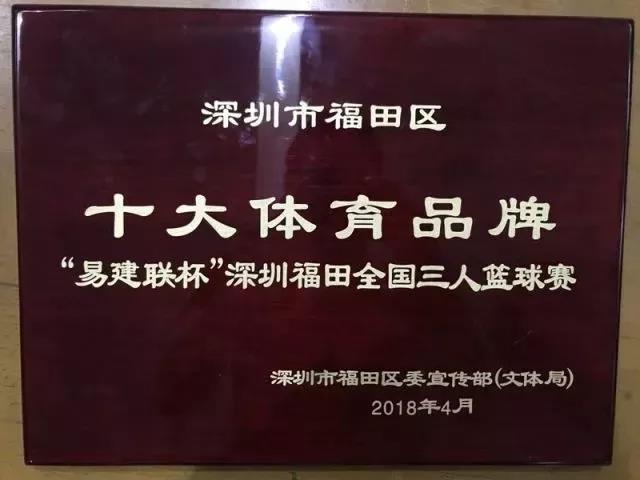 深圳市福田区
十大体育品牌
“易建联杯”深圳福田全国三人篮球赛
深圳市福田区委宣传部(文体局)
2018年4月